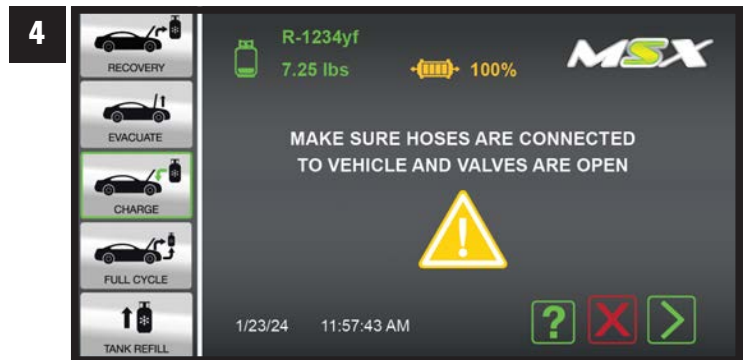 4
RECOVERY
EVACUATE
CHARGE
FULL CYCLE
TANK REFILL
R-1234yf
7.25 lbs
100%
MSX
MAKE SURE HOSES ARE CONNECTED
TO VEHICLE AND VALVES ARE OPEN
!
1/23/24 11:57:43 AM
?